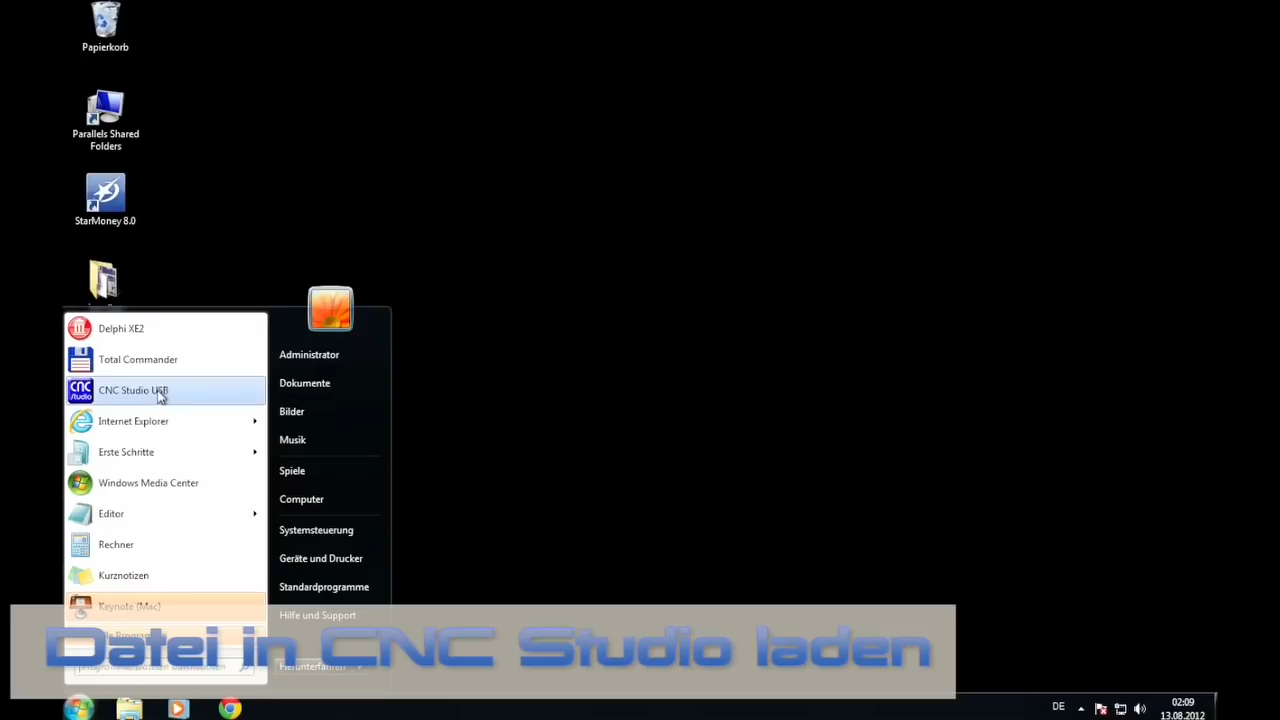 Papierkorb
Parallels Shared
Folders
StarMoney 8.0
Delphi XE2
Total Commander
CNC
Studio
CNC Studio USB
Internet Explorer
Erste Schritte
Windows Media Center
Editor
Rechner
Kurznotizen
Keynote (Mac)
Administrator
Dokumente
Bilder
Musik
Spiele
Computer
Systemsteuerung
Geräte und Drucker
Standardprogramme
Hilfe und Support
Herunterfahren
Datei in CNC Studio laden
DE
02:09
13.08.2012